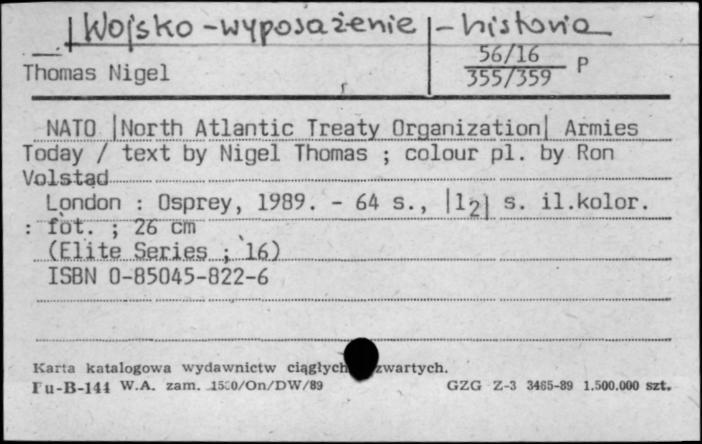 Wojsko - wyposażenie - historia
56/16
Thomas Nigel 355/359 P
NATO |North Atlantic Treaty Organization| Armies
Today / text by Nigel Thomas ; colour pl. by Ron
Volstad
London : Osprey, 1989. - 64 s., |12| s. il.kolor.
: fot. ; 26 cm
(Elite Series ; 16)
ISBN 0-85045-822-6
Karta katalogowa wydawnictw zwartych.
Pu-B-144 W.A. zam. /On/DW/89 GZG Z-3 3465-89 1.500.000 szt.